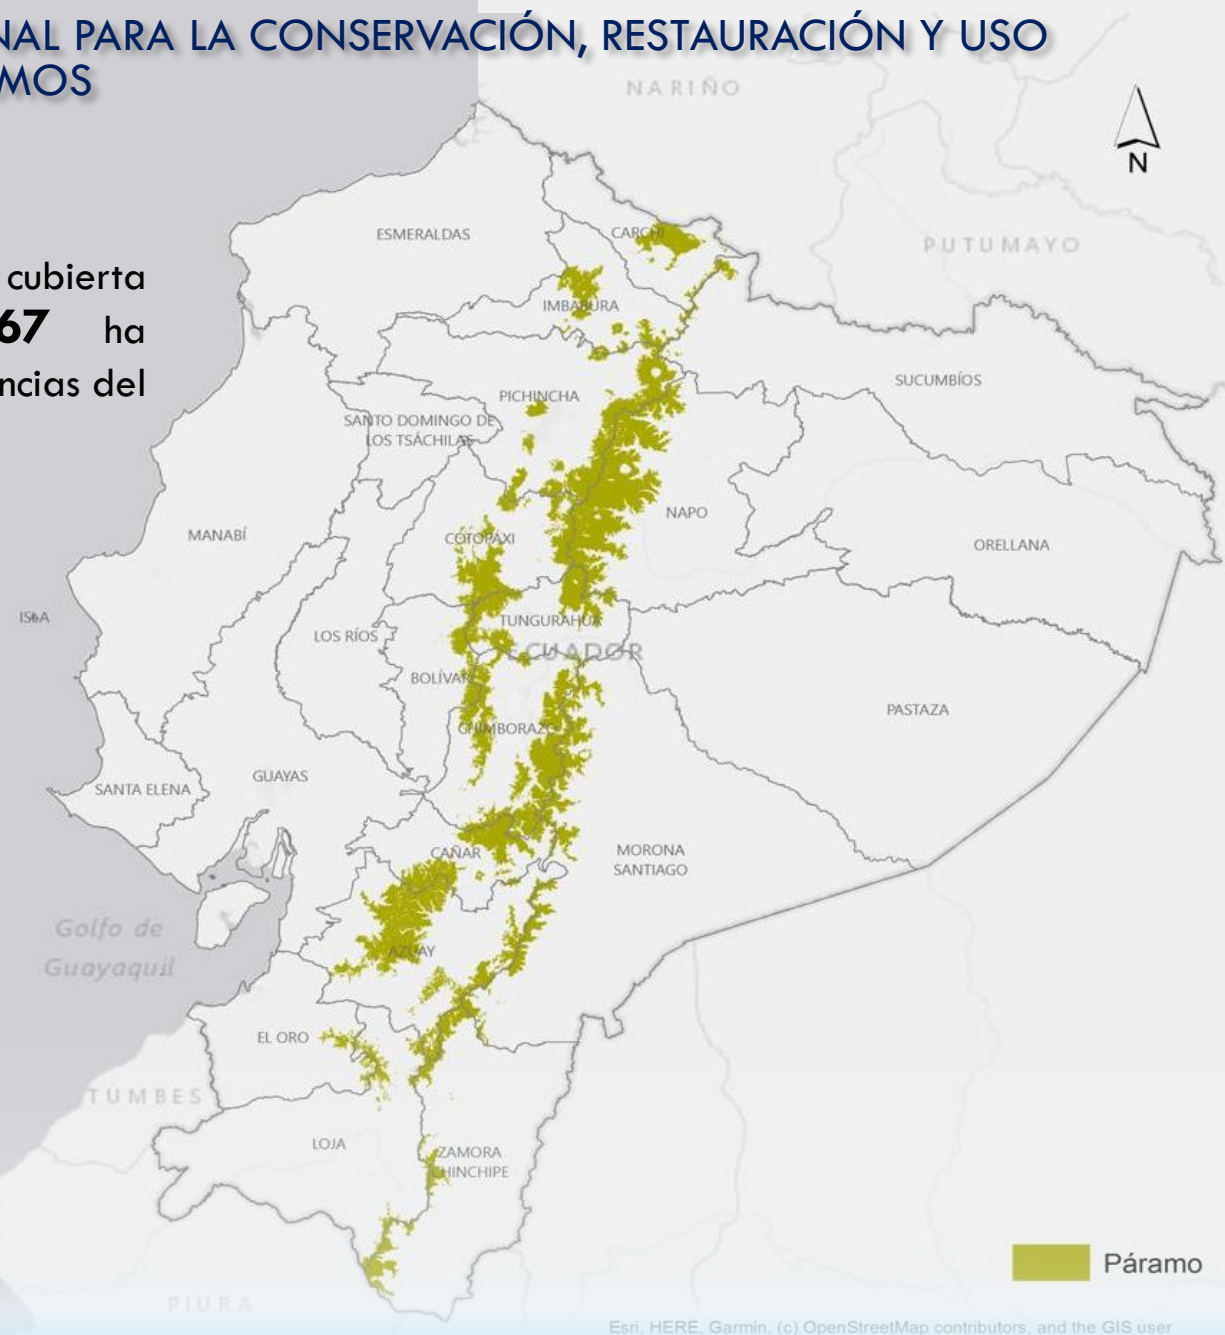 NAL PARA LA CONSERVACIÓN, RESTAURACIÓN Y USO
MOS
cubierta
67 ha
ncias del
NARIÑO
N
ESMERALDAS
CARCHI
PUTUMAYO
IMBABURA
SUCUMBÍOS
PICHINCHA
SANTO DOMINGO DE
LOS TSÁCHILAS
NAPO
MANABÍ
COTOPAXI
ORELLANA
ISLA
TUNGURAHUA
LOS RÍOS
ECUADOR
BOLÍVAR
PASTAZA
CHIMBORAZO
GUAYAS
SANTA ELENA
CAÑAR
MORONA
SANTIAGO
Golfo de
Guayaquil
AZUAY
EL ORO
TUMBES
LOJA
ZAMORA
CHINCHIPE
Páramo
PIURA
Esri, HERE, Garmin, (c) OpenStreetMap contributors, and the GIS user